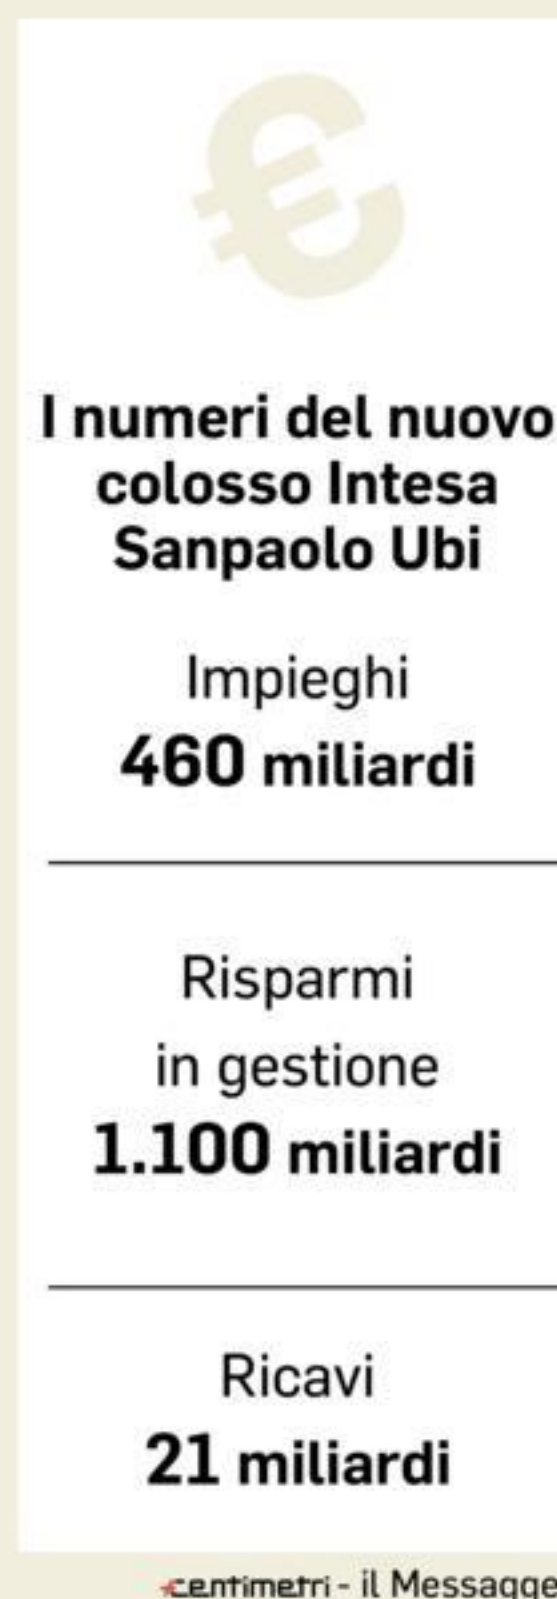 €
I numeri del nuovo
colosso Intesa
Sanpaolo Ubi
Impieghi
460 miliardi
Risparmi
in gestione
1.100 miliardi
Ricavi
21 miliardi
centimetri - il Messagge